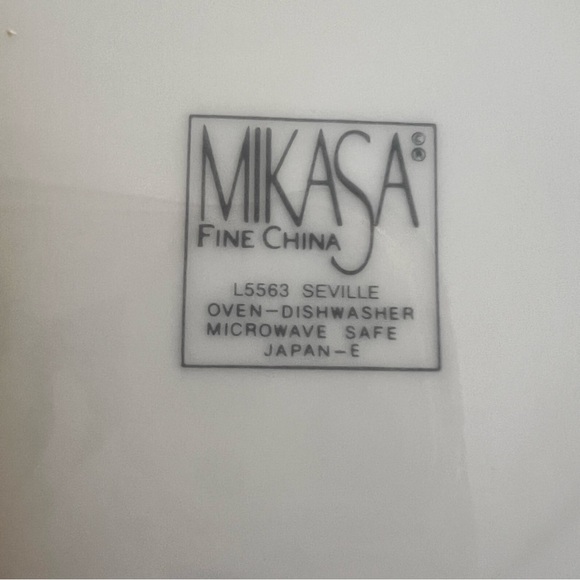 MIKASA ©®
FINE CHINA
L5563 SEVILLE
OVEN-DISHWASHER
MICROWAVE SAFE
JAPAN-E